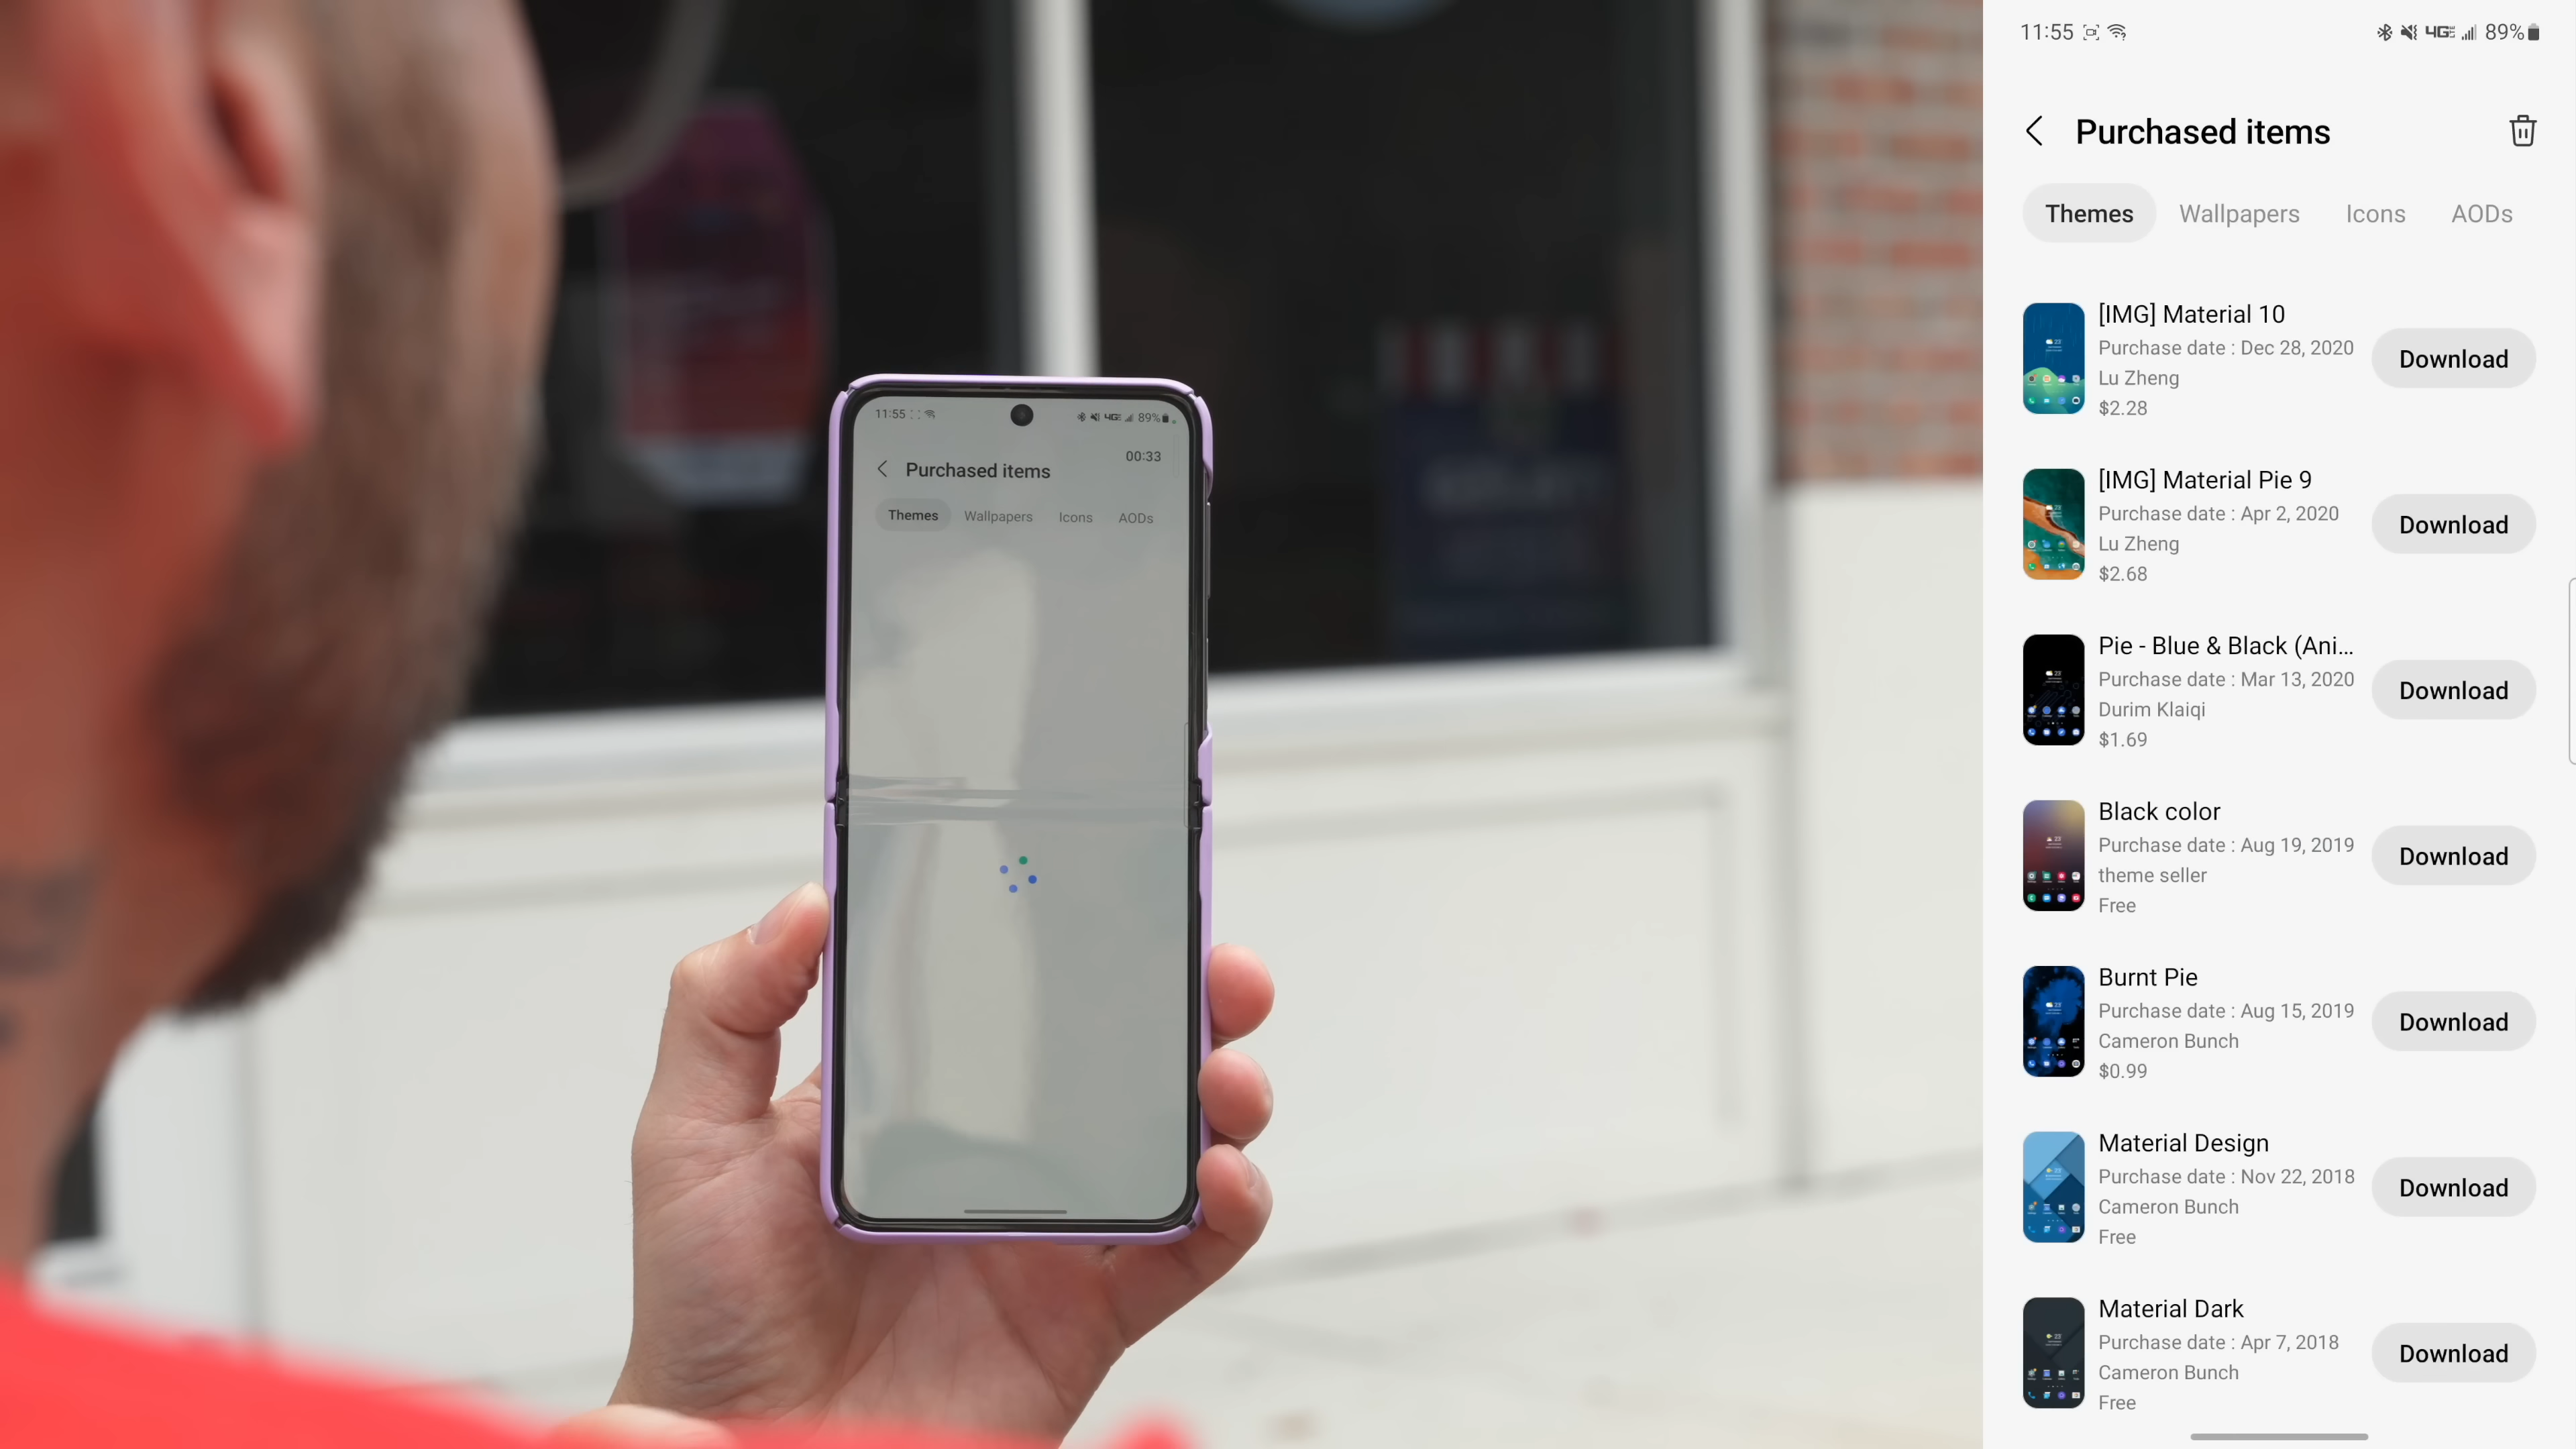 11:55
89%
00:33
Purchased items
Themes Wallpapers Icons AODs
11:55
4G 89%
Purchased items
Themes Wallpapers Icons AODs
[IMG] Material 10
Purchase date : Dec 28, 2020
Lu Zheng
$2.28
Download
[IMG] Material Pie 9
Purchase date : Apr 2, 2020
Lu Zheng
$2.68
Download
Pie - Blue & Black (Ani...
Purchase date : Mar 13, 2020
Durim Klaiqi
$1.69
Download
Black color
Purchase date : Aug 19, 2019
theme seller
Free
Download
Burnt Pie
Purchase date : Aug 15, 2019
Cameron Bunch
$0.99
Download
Material Design
Purchase date : Nov 22, 2018
Cameron Bunch
Free
Download
Material Dark
Purchase date : Apr 7, 2018
Cameron Bunch
Free
Download